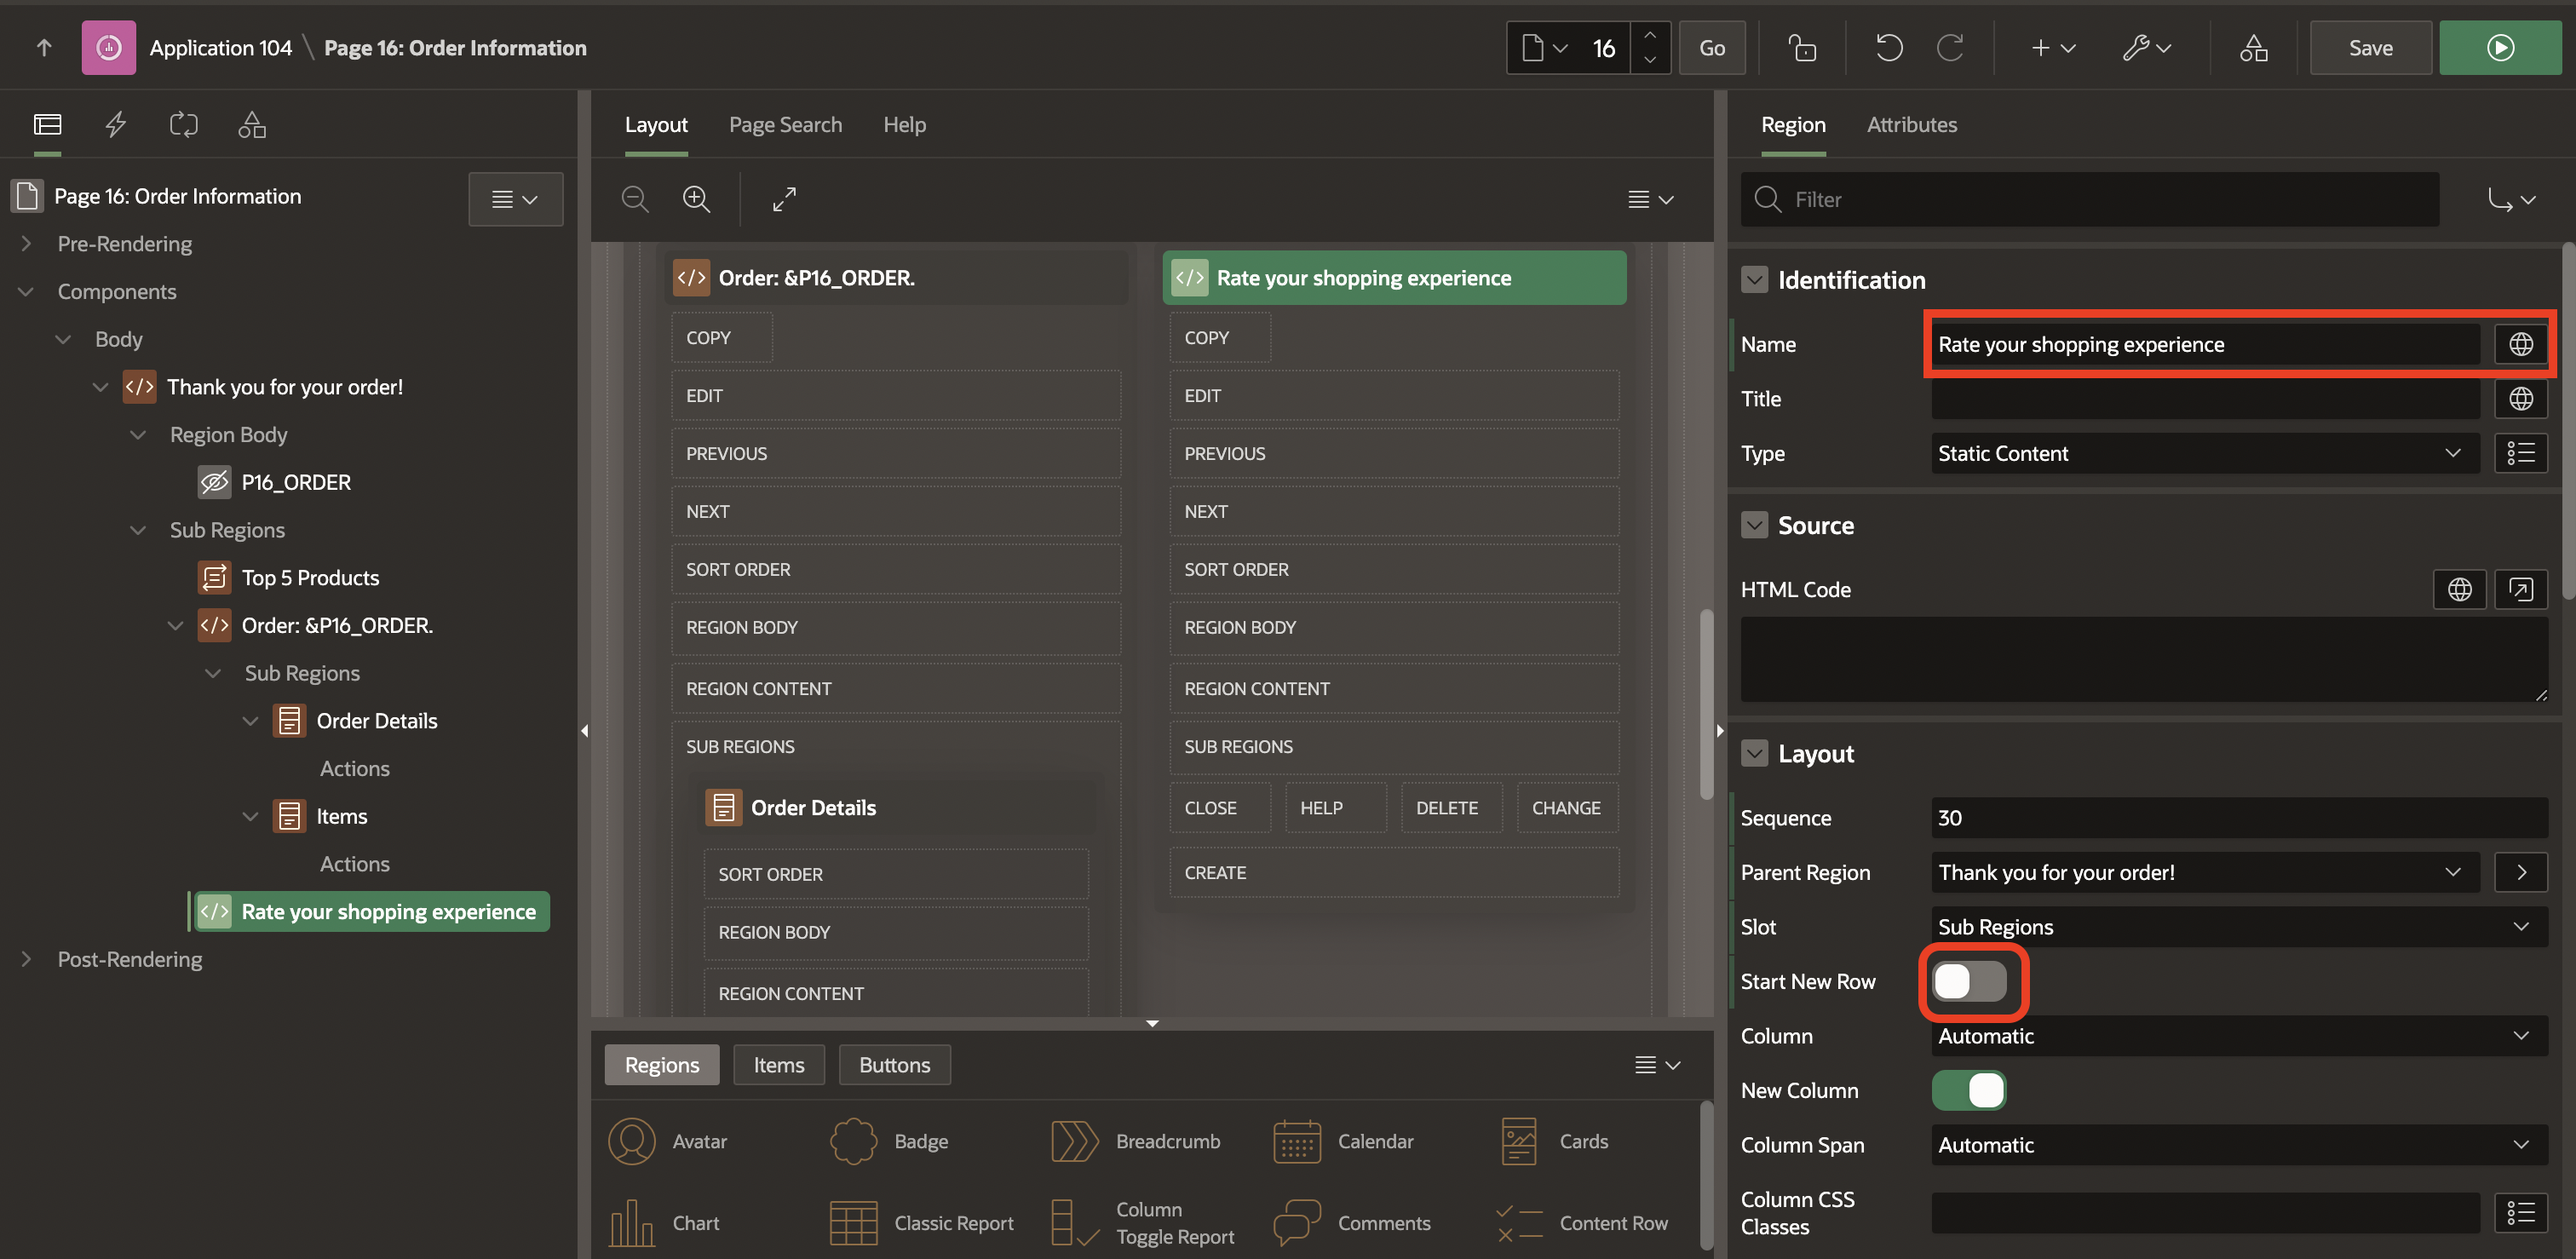 Application 104 \ Page 16: Order Information
16
Go
Save
Page 16: Order Information
Pre-Rendering
Components
Body
Thank you for your order!
Region Body
P16_ORDER
Sub Regions
Top 5 Products
Order: &P16_ORDER.
Sub Regions
Order Details
Actions
Items
Actions
Rate your shopping experience
Post-Rendering
Layout
Page Search
Help
Order: &P16_ORDER.
COPY
EDIT
PREVIOUS
NEXT
SORT ORDER
REGION BODY
REGION CONTENT
SUB REGIONS
Order Details
SORT ORDER
REGION BODY
REGION CONTENT
Rate your shopping experience
COPY
EDIT
PREVIOUS
NEXT
SORT ORDER
REGION BODY
REGION CONTENT
SUB REGIONS
CLOSE
HELP
DELETE
CHANGE
CREATE
Regions
Items
Buttons
Avatar
Badge
Breadcrumb
Calendar
Cards
Chart
Classic Report
Column
Toggle Report
Comments
Content Row
Region
Attributes
Filter
Identification
Name
Rate your shopping experience
Title
Type
Static Content
Source
HTML Code
Layout
Sequence
30
Parent Region
Thank you for your order!
Slot
Sub Regions
Start New Row
Column
Automatic
New Column
Column Span
Automatic
Column CSS
Classes